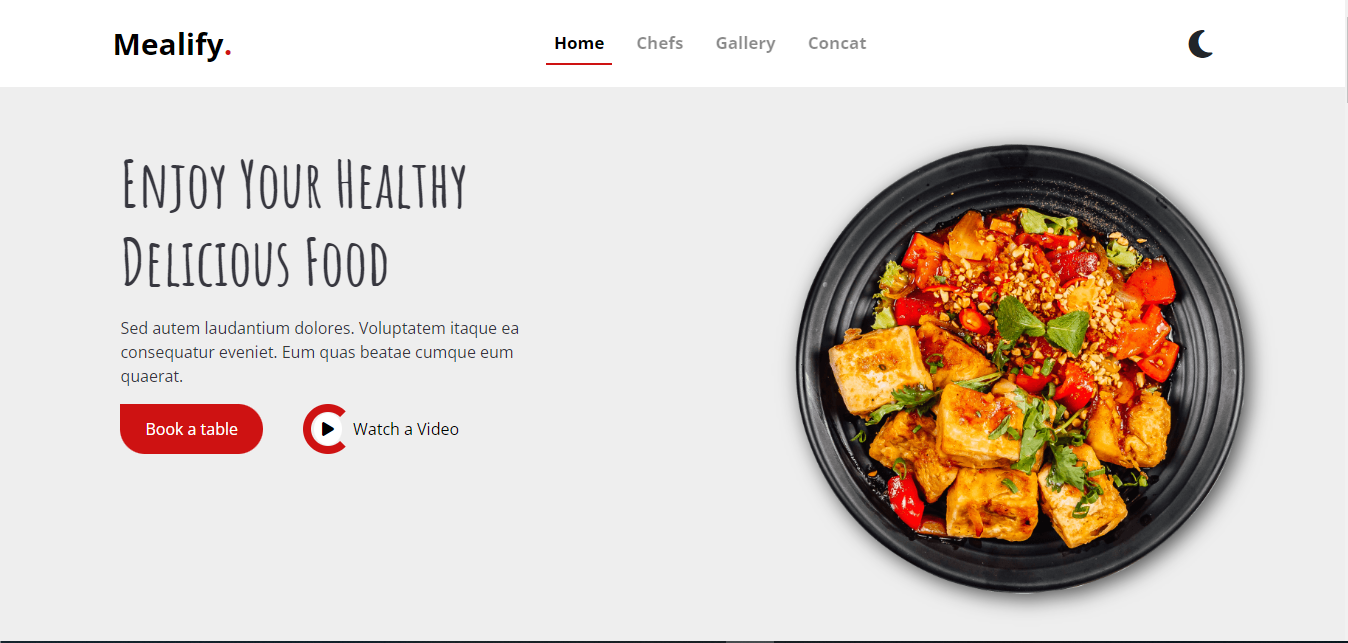 Mealify.
Home Chefs Gallery Concat
Enjoy Your Healthy
Delicious Food
Sed autem laudantium dolores. Voluptatem itaque ea
consequatur eveniet. Eum quas beatae cumque eum
quaerat.
Book a table
Watch a Video